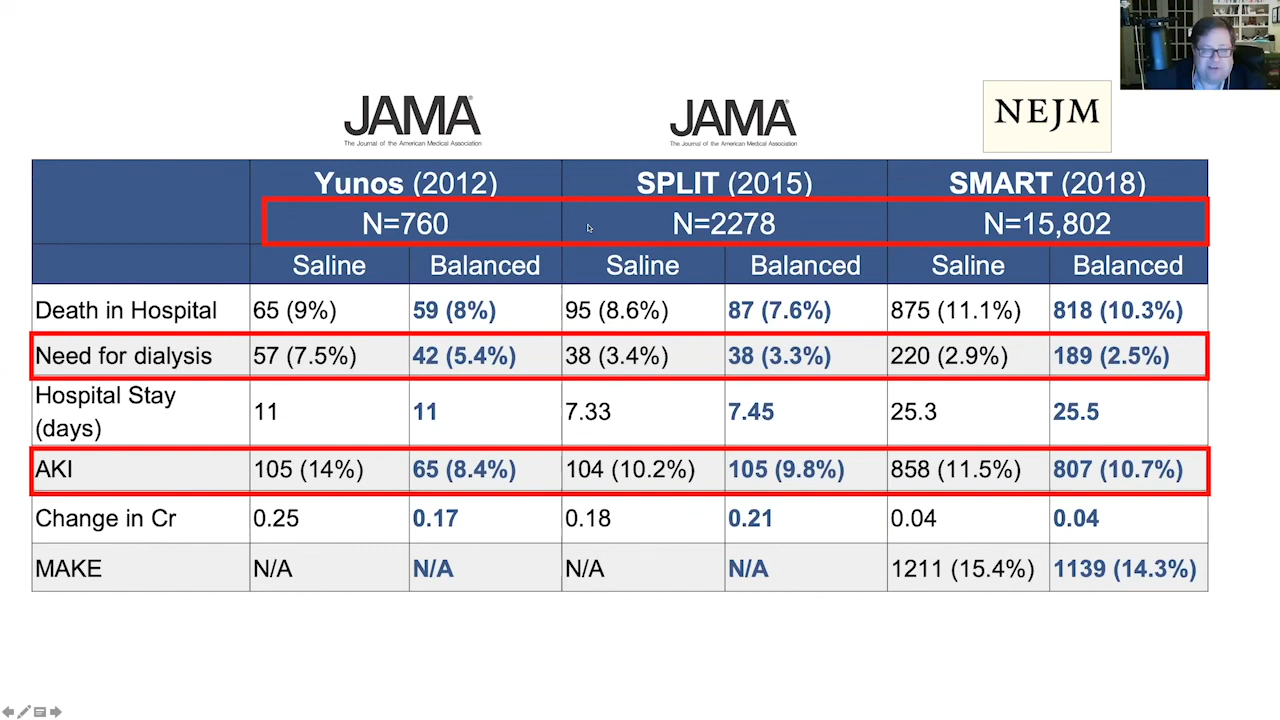 JAMA®
The Journal of the American Medical Association
JAMA®
The Journal of the American Medical Association
NEJM
Yunos (2012) SPLIT (2015) SMART (2018)
N=760 N=2278 N=15,802
Saline Balanced Saline Balanced Saline Balanced
Death in Hospital 65 (9%) 59 (8%) 95 (8.6%) 87 (7.6%) 875 (11.1%) 818 (10.3%)
Need for dialysis 57 (7.5%) 42 (5.4%) 38 (3.4%) 38 (3.3%) 220 (2.9%) 189 (2.5%)
Hospital Stay
(days) 11 11 7.33 7.45 25.3 25.5
AKI 105 (14%) 65 (8.4%) 104 (10.2%) 105 (9.8%) 858 (11.5%) 807 (10.7%)
Change in Cr 0.25 0.17 0.18 0.21 0.04 0.04
MAKE N/A N/A N/A N/A 1211 (15.4%) 1139 (14.3%)